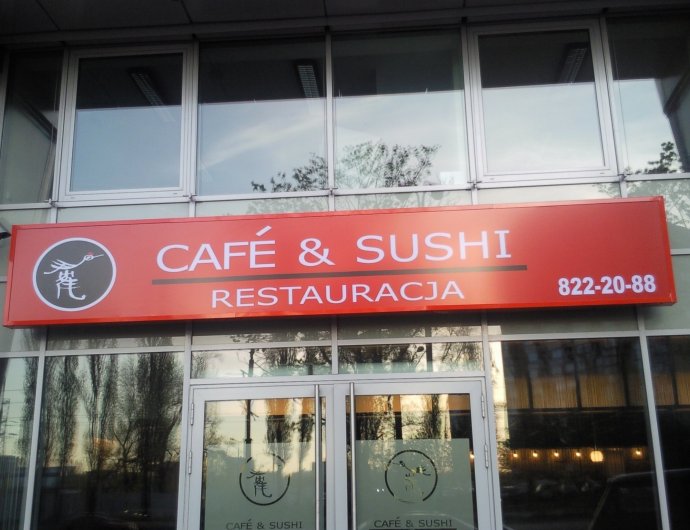 CAFÉ & SUSHI
RESTAURACJA
822-20-88
CAFÉ & SUSHI
CAFÉ & SUSHI